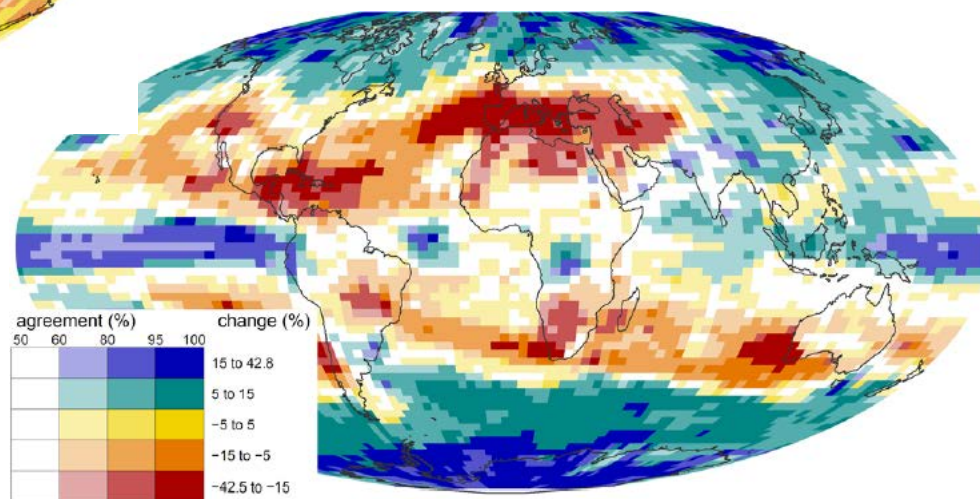 agreement (%) change (%)
50 60 80 95 100
15 to 42.8
5 to 15
−5 to 5
−15 to −5
−42.5 to −15